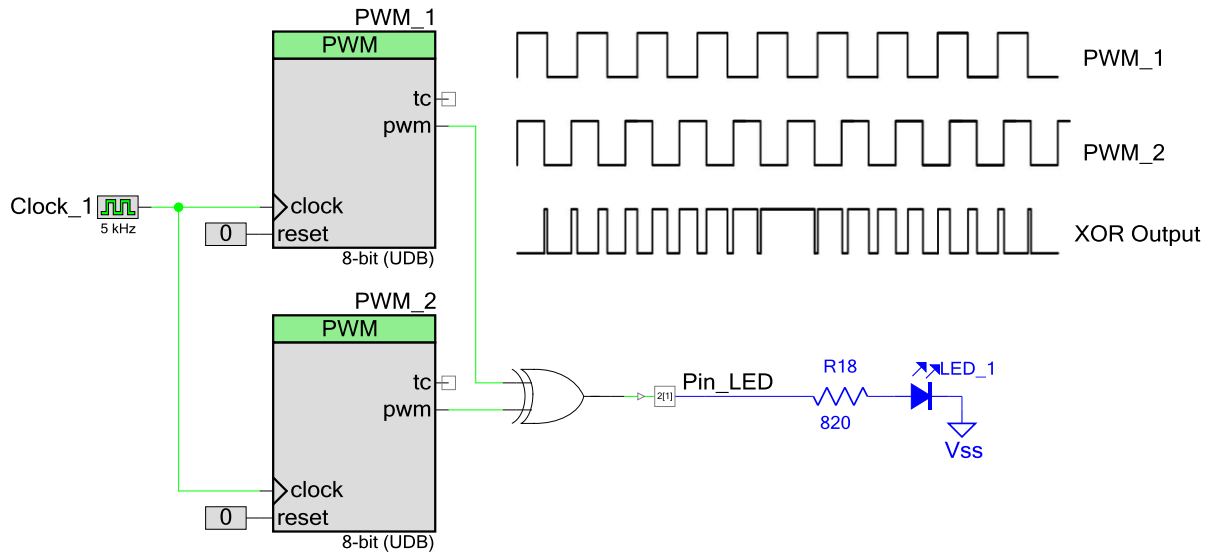 PWM_1
PWM
tc
pwm
clock
0
reset
8-bit (UDB)
Clock_1
5 kHz
PWM_2
PWM
tc
pwm
clock
0
reset
8-bit (UDB)
PWM_1
PWM_2
XOR Output
2[1]
Pin_LED
R18
820
LED_1
Vss